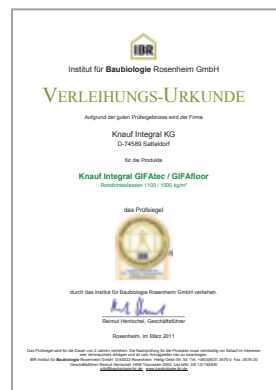 IBR
Institut für Baubiologie Rosenheim GmbH
VERLEIHUNGS-URKUNDE
Aufgrund der guten Prüfergebnisse wird der Firma
Knauf Integral KG
D-74589 Satteldorf
für die Produkte
Knauf Integral GIFAtec / GIFAfloor
Rohdichteklassen 1100 / 1500 kg/m³
das Prüfsiegel
durch das Institut für Baubiologie Rosenheim GmbH verliehen.
Reimut Hentschel, Geschäftsführer
Rosenheim, im März 2011